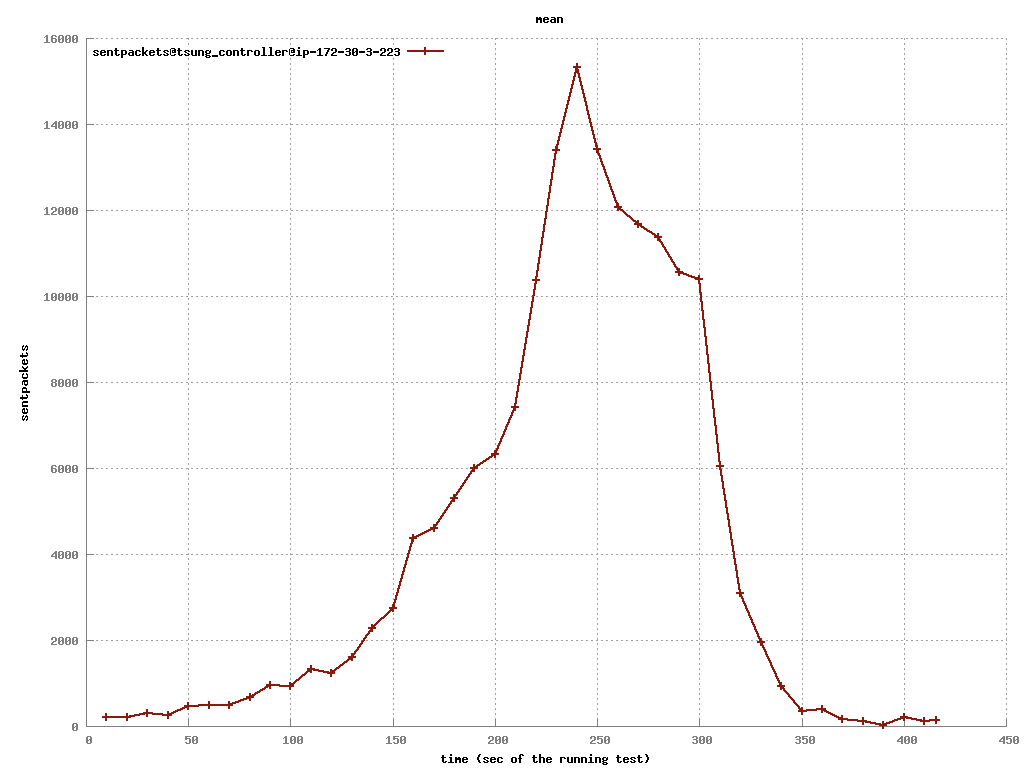 mean
sentpackets@tsung_controller@ip-172-30-3-223
16000
14000
12000
10000
8000
6000
4000
2000
0
sentpackets
0 50 100 150 200 250 300 350 400 450
time (sec of the running test)